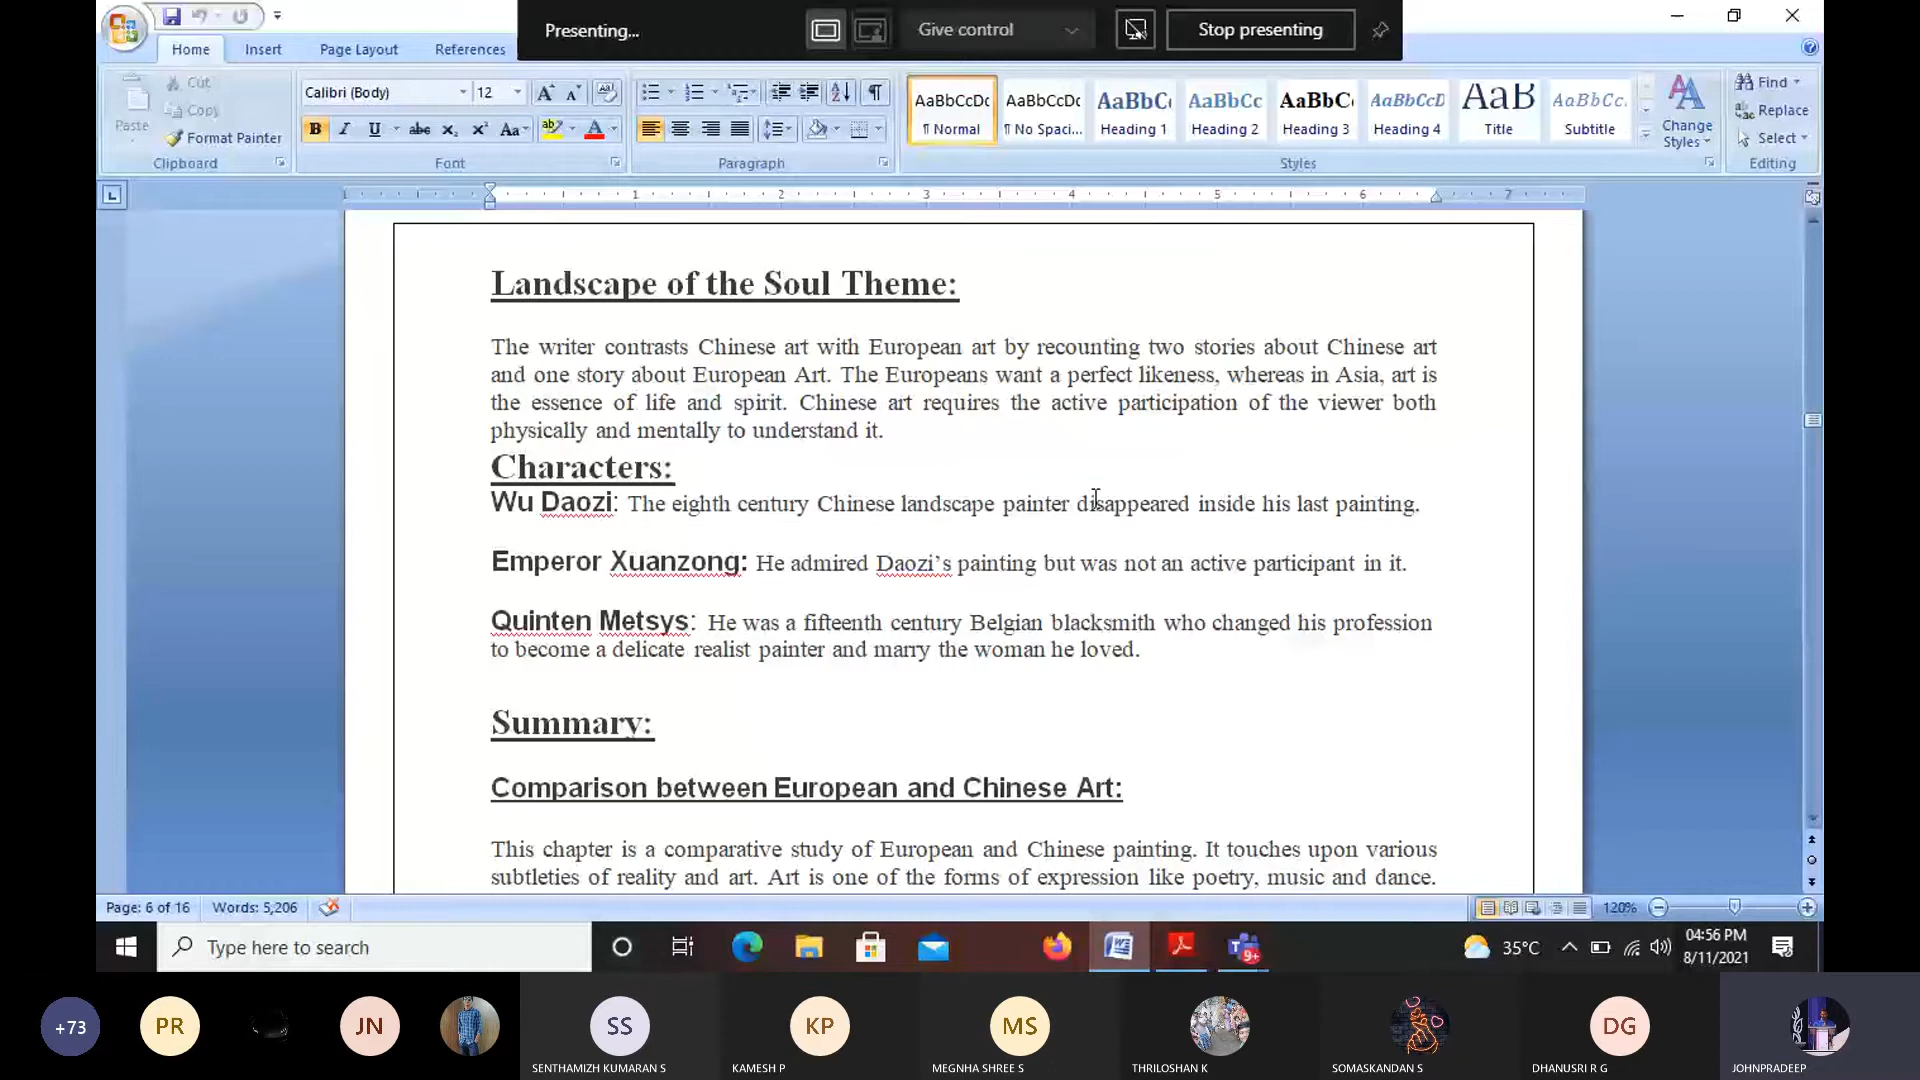 Presenting...
Give control
Stop presenting
Home
Insert
Page Layout
References
Cut
Copy
Paste
Format Painter
Clipboard
Calibri (Body)
12
Font
Paragraph
AaBbCcDc
¶ Normal
AaBbCcDc
¶ No Spaci...
AaBbC
Heading 1
AaBbCc
Heading 2
AaBbC
Heading 3
AaBbCcD
Heading 4
AaB
Title
AaBbCc.
Subtitle
Change
Styles
Styles
Find
Replace
Select
Editing
1 1 2 3 4 5 6 7
Landscape of the Soul Theme:
The writer contrasts Chinese art with European art by recounting two stories about Chinese art
and one story about European Art. The Europeans want a perfect likeness, whereas in Asia, art is
the essence of life and spirit. Chinese art requires the active participation of the viewer both
physically and mentally to understand it.
Characters:
Wu Daozi: The eighth century Chinese landscape painter disappeared inside his last painting.
Emperor Xuanzong: He admired Daozi's painting but was not an active participant in it.
Quinten Metsys: He was a fifteenth century Belgian blacksmith who changed his profession
to become a delicate realist painter and marry the woman he loved.
Summary:
Comparison between European and Chinese Art:
This chapter is a comparative study of European and Chinese painting. It touches upon various
subtleties of reality and art. Art is one of the forms of expression like poetry, music and dance.
Page: 6 of 16
Words: 5,206
120%
Type here to search
9+
35°C
04:56 PM
8/11/2021
+73
PR
JN
SS
SENTHAMIZH KUMARAN S
KP
KAMESH P
MS
MEGNHA SHREE S
THRILOSHAN K
SOMASKANDAN S
DG
DHANUSRI R G
JOHNPRADEEP